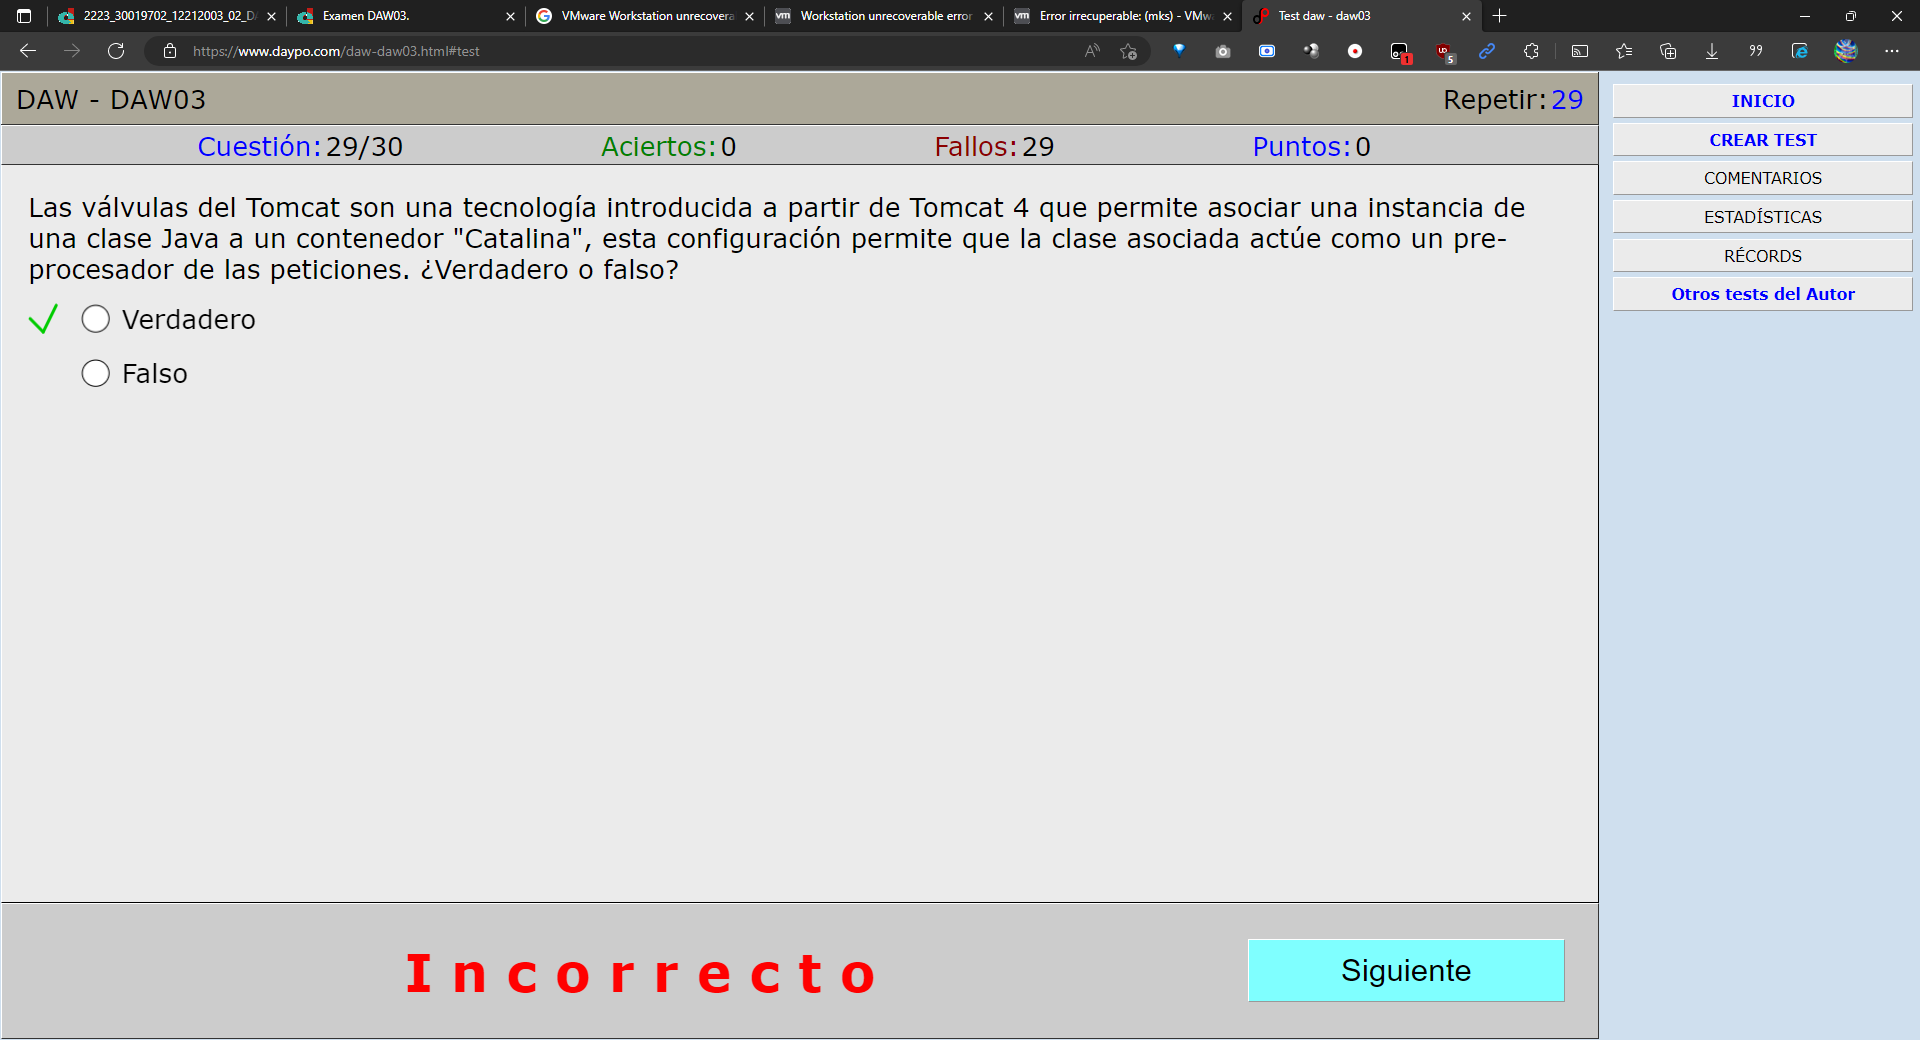 2223_30019702_12212003_02_D
Examen DAW03.
VMware Workstation unrecovera
Workstation unrecoverable error
Error irrecuperable: (mks) - VMw
Test daw - daw03
https://www.daypo.com/daw-daw03.html#test
1
5
DAW - DAW03
Repetir:29
Cuestión:29/30
Aciertos:0
Fallos:29
Puntos:0
Las válvulas del Tomcat son una tecnología introducida a partir de Tomcat 4 que permite asociar una instancia de
una clase Java a un contenedor "Catalina", esta configuración permite que la clase asociada actúe como un pre-
procesador de las peticiones. ¿Verdadero o falso?
Verdadero
Falso
Incorrecto
Siguiente
INICIO
CREAR TEST
COMENTARIOS
ESTADÍSTICAS
RÉCORDS
Otros tests del Autor